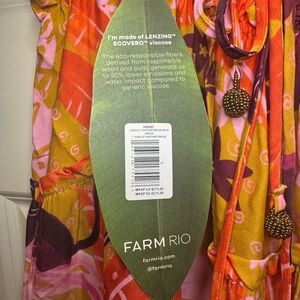 I'm made of LENZING™
ECOVERO™ viscose
The eco-responsible fibers
derived from responsible
wood and pulp, generate up
to 50% lower emissions and
water impact compared to
generic viscose.
L
FARM RIO
farmrio.com
@farmrio